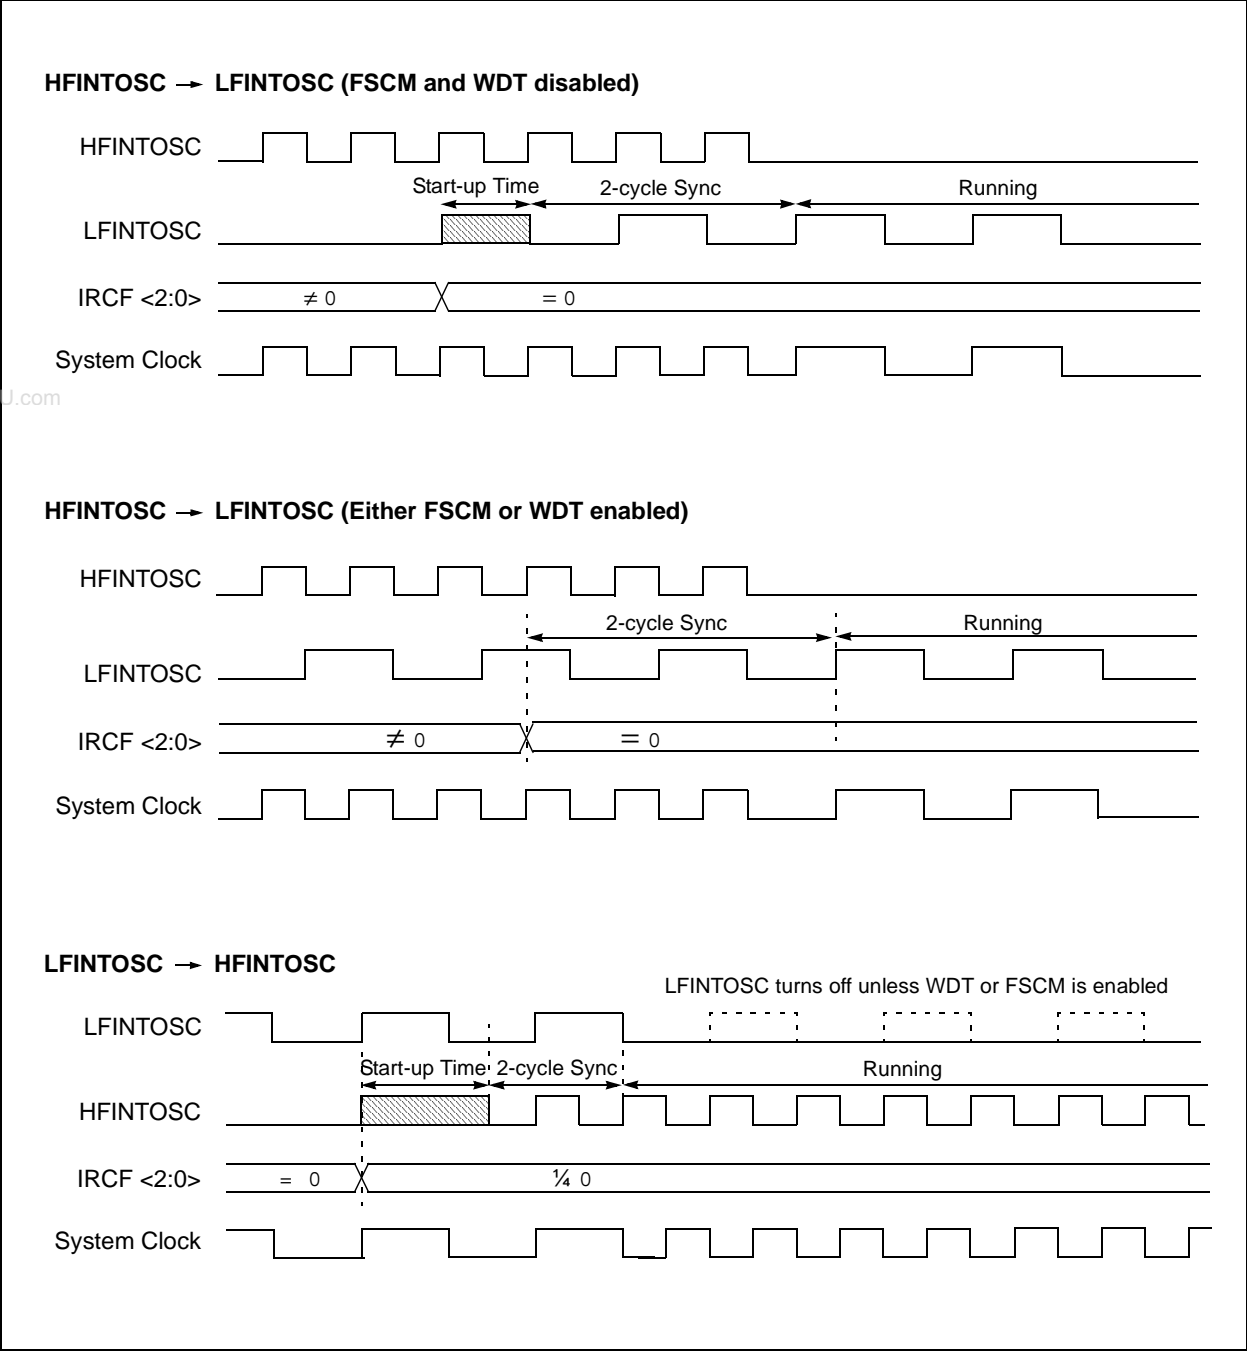 HFINTOSC → LFINTOSC (FSCM and WDT disabled)
HFINTOSC
Start-up Time 2-cycle Sync Running
LFINTOSC
IRCF <2:0> ≠ 0 = 0
System Clock
U.com
HFINTOSC → LFINTOSC (Either FSCM or WDT enabled)
HFINTOSC
2-cycle Sync Running
LFINTOSC
IRCF <2:0> ≠ 0 = 0
System Clock
LFINTOSC → HFINTOSC
LFINTOSC turns off unless WDT or FSCM is enabled
LFINTOSC
Start-up Time 2-cycle Sync Running
HFINTOSC
IRCF <2:0> = 0 ¼ 0
System Clock